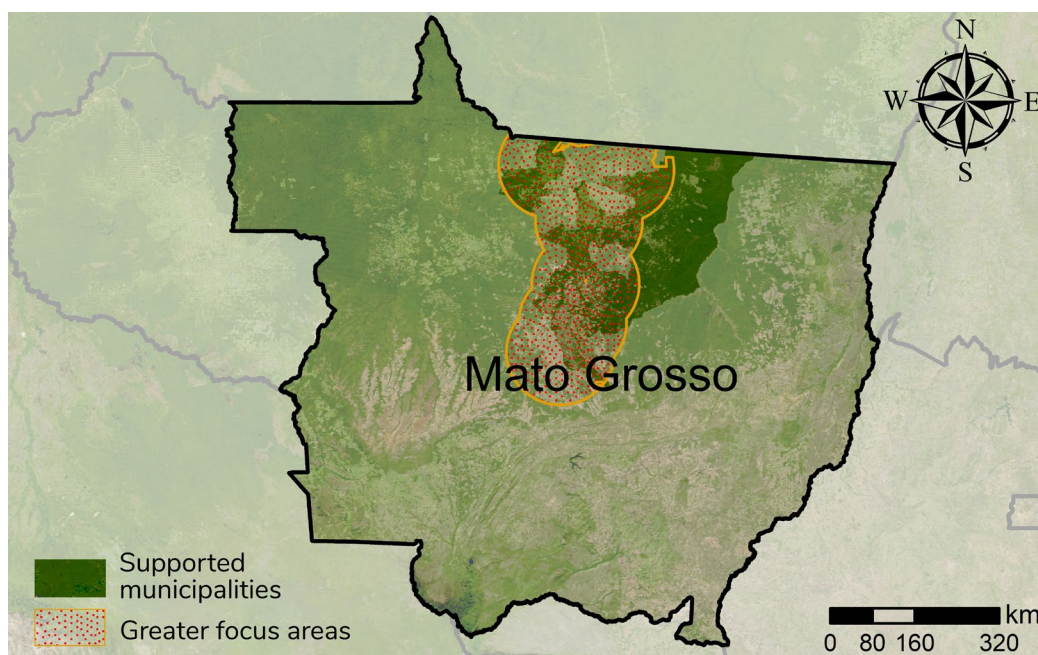 N
W E
S
Mato Grosso
Supported
municipalities
Greater focus areas
km
0 80 160 320